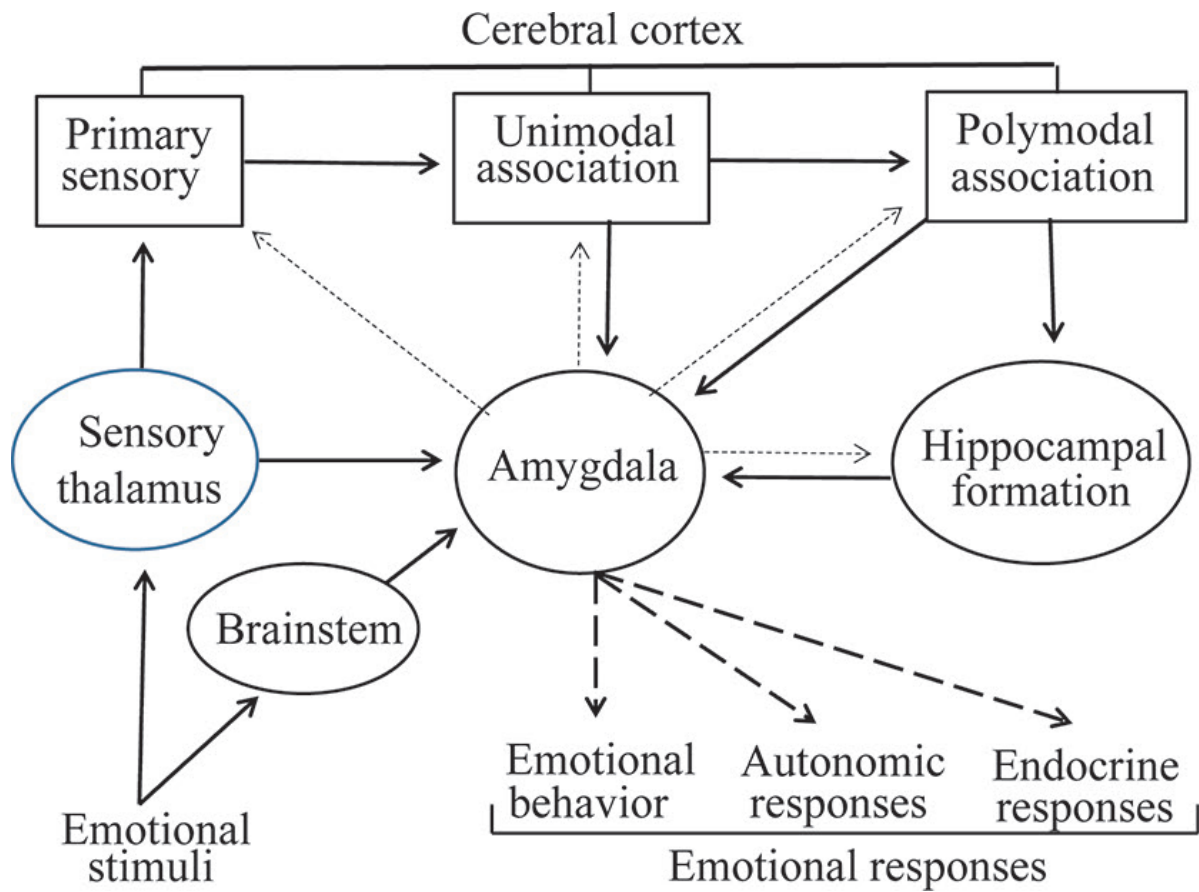 Cerebral cortex
Primary
sensory
Unimodal
association
Polymodal
association
Sensory
thalamus
Amygdala
Hippocampal
formation
Brainstem
Emotional
stimuli
Emotional
behavior
Autonomic
responses
Endocrine
responses
Emotional responses